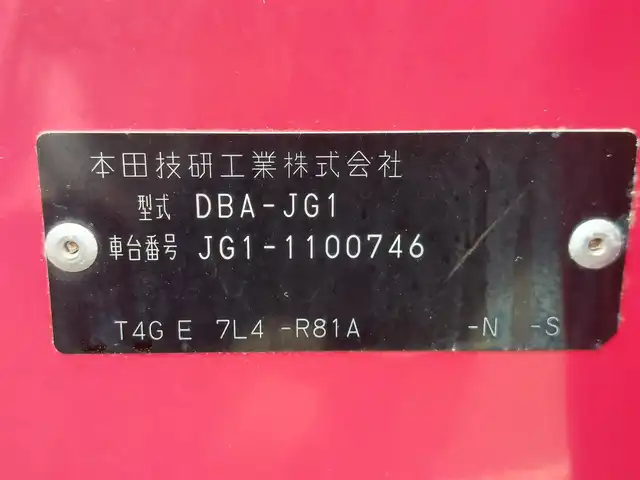 本田技研工業株式会社
型式 DBA-JG1
車台番号 JG1-1100746
T4G E 7L4 -R81A -N -S